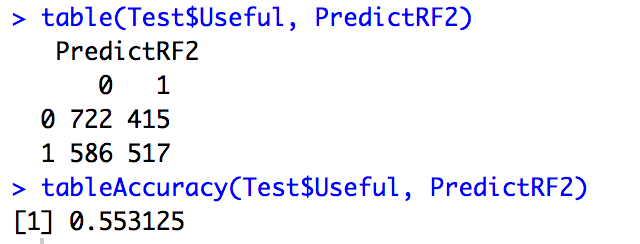 > table(Test$Useful, PredictRF2)
   PredictRF2
      0   1
  0 722 415
  1 586 517
> tableAccuracy(Test$Useful, PredictRF2)
[1] 0.553125